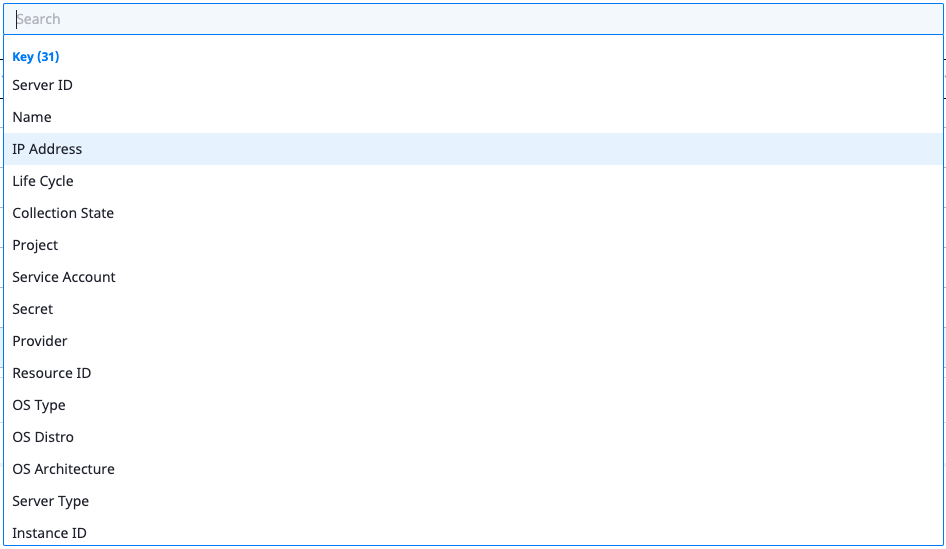 Search
Key (31)
Server ID
Name
IP Address
Life Cycle
Collection State
Project
Service Account
Secret
Provider
Resource ID
OS Type
OS Distro
OS Architecture
Server Type
Instance ID